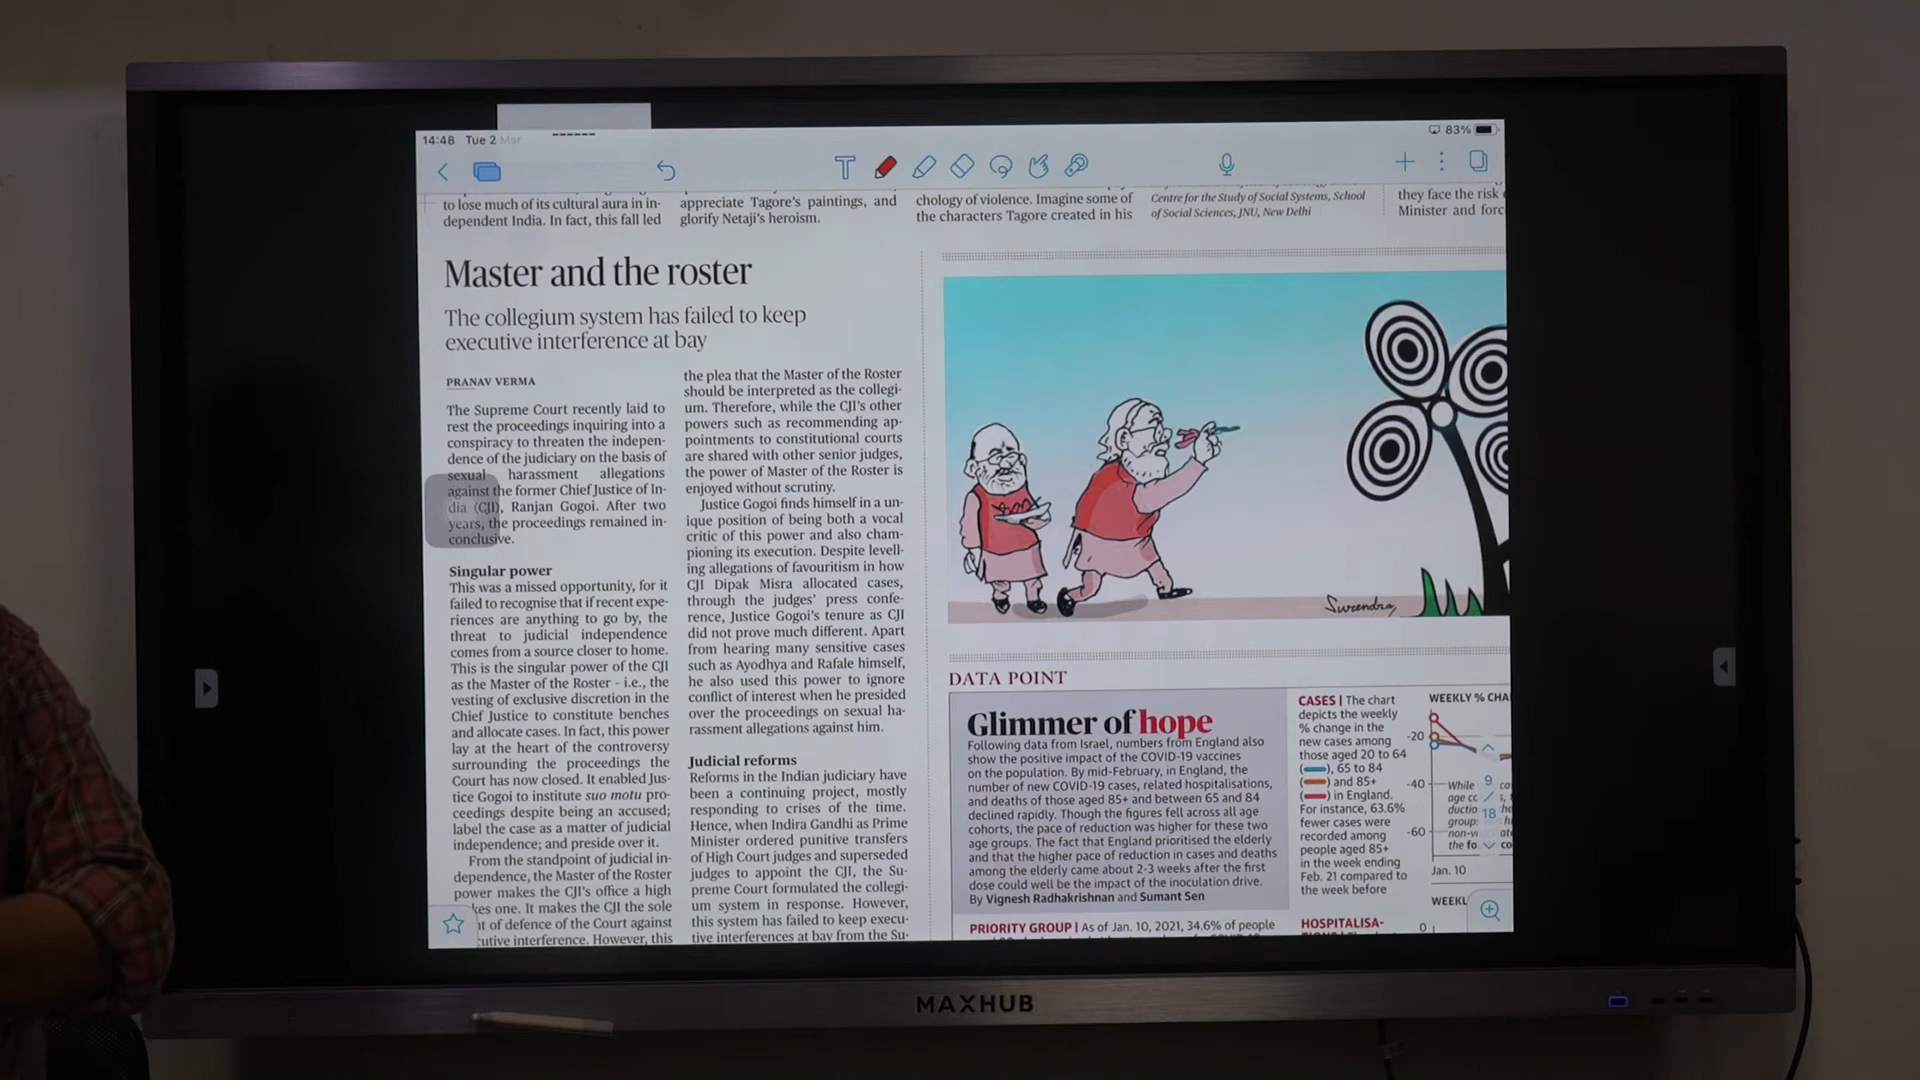 14:48 Tue 2 Mar
83%
to lose much of its cultural aura in in-
dependent India. In fact, this fall led
appreciate Tagore's paintings, and
glorify Netaji's heroism.
chology of violence. Imagine some of
the characters Tagore created in his
Centre for the Study of Social Systems, School
of Social Sciences, JNU, New Delhi
they face the risk
Minister and forc
Master and the roster
The collegium system has failed to keep
executive interference at bay
PRANAV VERMA
The Supreme Court recently laid to
rest the proceedings inquiring into a
conspiracy to threaten the indepen-
dence of the judiciary on the basis of
sexual harassment allegations
against the former Chief Justice of In-
dia (CJI), Ranjan Gogoi. After two
years, the proceedings remained in-
conclusive.
Singular power
This was a missed opportunity, for it
failed to recognise that if recent expe-
riences are anything to go by, the
threat to judicial independence
comes from a source closer to home.
This is the singular power of the CJI
as the Master of the Roster - i.e., the
vesting of exclusive discretion in the
Chief Justice to constitute benches
and allocate cases. In fact, this power
lay at the heart of the controversy
surrounding the proceedings the
Court has now closed. It enabled Jus-
tice Gogoi to institute suo motu pro-
ceedings despite being an accused;
label the case as a matter of judicial
independence; and preside over it.
From the standpoint of judicial in-
dependence, the Master of the Roster
power makes the CJI's office a high
kes one. It makes the CJI the sole
t of defence of the Court against
cutive interference. However, this
the plea that the Master of the Roster
should be interpreted as the collegi-
um. Therefore, while the CJI's other
powers such as recommending ap-
pointments to constitutional courts
are shared with other senior judges,
the power of Master of the Roster is
enjoyed without scrutiny.
Justice Gogoi finds himself in a un-
ique position of being both a vocal
critic of this power and also cham-
pioning its execution. Despite levell-
ing allegations of favouritism in how
CJI Dipak Misra allocated cases,
through the judges' press confe-
rence, Justice Gogoi's tenure as CJI
did not prove much different. Apart
from hearing many sensitive cases
such as Ayodhya and Rafale himself,
he also used this power to ignore
conflict of interest when he presided
over the proceedings on sexual ha-
rassment allegations against him.
Judicial reforms
Reforms in the Indian judiciary have
been a continuing project, mostly
responding to crises of the time.
Hence, when Indira Gandhi as Prime
Minister ordered punitive transfers
of High Court judges and superseded
judges to appoint the CJI, the Su-
preme Court formulated the collegi-
um system in response. However,
this system has failed to keep execu-
tive interferences at bay from the Su-
Surendra
DATA POINT
Glimmer of hope
Following data from Israel, numbers from England also
show the positive impact of the COVID-19 vaccines
on the population. By mid-February, in England, the
number of new COVID-19 cases, related hospitalisations,
and deaths of those aged 85+ and between 65 and 84
declined rapidly. Though the figures fell across all age
cohorts, the pace of reduction was higher for these two
age groups. The fact that England prioritised the elderly
and that the higher pace of reduction in cases and deaths
among the elderly came about 2-3 weeks after the first
dose could well be the impact of the inoculation drive.
By Vignesh Radhakrishnan and Sumant Sen
PRIORITY GROUP | As of Jan. 10, 2021, 34.6% of people
CASES | The chart
depicts the weekly
% change in the
new cases among
those aged 20 to 64
( ), 65 to 84
( ) and 85+
( ) in England.
For instance, 63.6%
fewer cases were
recorded among
people aged 85+
in the week ending
Feb. 21 compared to
the week before
HOSPITALISA-
WEEKLY % CHA
-20
-40
-60
While
age
ductio
group
non-v
the fo
9
18
Jan. 10
WEEKL
0
MAXHUB